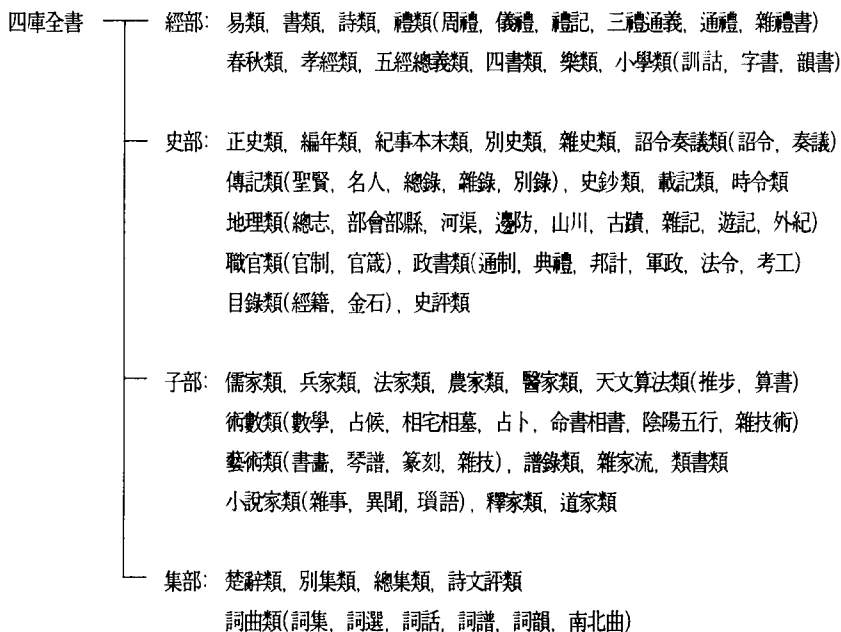 四庫全書 經部: 易類, 書類, 詩類, 禮類(周禮, 儀禮, 禮記, 三禮通義, 通禮, 雜禮書)
春秋類, 孝經類, 五經總義類, 四書類, 樂類, 小學類(訓詁, 字書, 韻書)
史部: 正史類, 編年類, 紀事本末類, 別史類, 雜史類, 詔令奏議類(詔令, 奏議)
傳記類(聖賢, 名人, 總錄, 雜錄, 別錄), 史鈔類, 載記類, 時令類
地理類(總志, 部會部縣, 河渠, 邊防, 山川, 古蹟, 雜記, 遊記, 外紀)
職官類(官制, 官箴), 政書類(通制, 典禮, 邦計, 軍政, 法令, 考工)
目錄類(經籍, 金石), 史評類
子部: 儒家類, 兵家類, 法家類, 農家類, 醫家類, 天文算法類(推步, 算書)
術數類(數學, 占候, 相宅相墓, 占卜, 命書相書, 陰陽五行, 雜技術)
藝術類(書畵, 琴譜, 篆刻, 雜技), 譜錄類, 雜家流, 類書類
小說家類(雜事, 異聞, 瑣語), 釋家類, 道家類
集部: 楚辭類, 別集類, 總集類, 詩文評類
詞曲類(詞集, 詞選, 詞話, 詞譜, 詞韻, 南北曲)